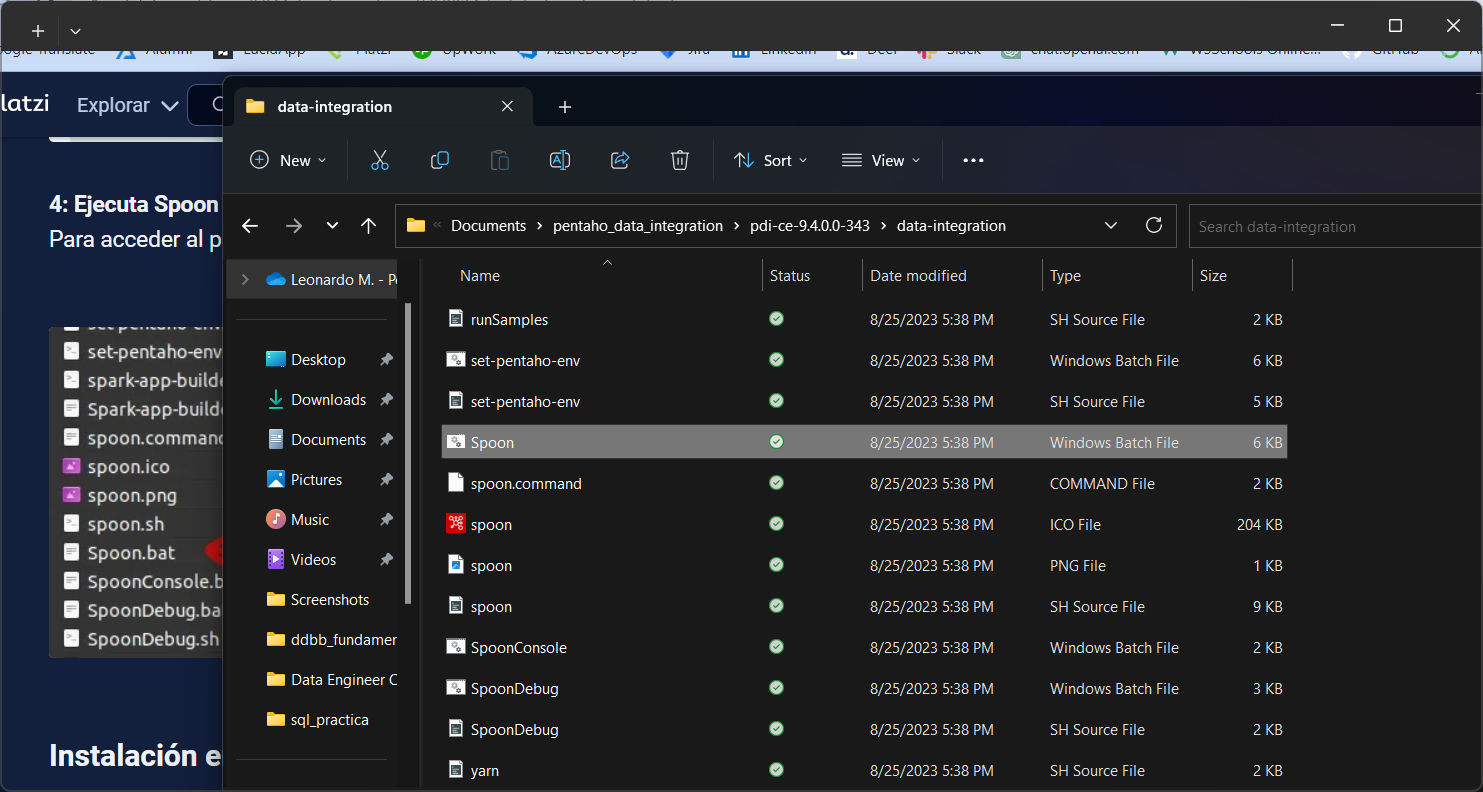 Alumni LucidApp Platzi UpWork AzureDevOps Jira LinkedIn Slack chat.openai.com W3Schools Online... GitHub
latzi Explorar
data-integration
New Sort View
4: Ejecuta Spoon
Para acceder al p
Documents pentaho_data_integration pdi-ce-9.4.0.0-343 data-integration
Search data-integration
Leonardo M. - Pe
Desktop
Downloads
Documents
Pictures
Music
Videos
Screenshots
ddbb_fundamer
Data Engineer C
sql_practica
Name Status Date modified Type Size
runSamples 8/25/2023 5:38 PM SH Source File 2 KB
set-pentaho-env 8/25/2023 5:38 PM Windows Batch File 6 KB
set-pentaho-env 8/25/2023 5:38 PM SH Source File 5 KB
Spoon 8/25/2023 5:38 PM Windows Batch File 6 KB
spoon.command 8/25/2023 5:38 PM COMMAND File 2 KB
spoon 8/25/2023 5:38 PM ICO File 204 KB
spoon 8/25/2023 5:38 PM PNG File 1 KB
spoon 8/25/2023 5:38 PM SH Source File 9 KB
SpoonConsole 8/25/2023 5:38 PM Windows Batch File 2 KB
SpoonDebug 8/25/2023 5:38 PM Windows Batch File 3 KB
SpoonDebug 8/25/2023 5:38 PM SH Source File 2 KB
yarn 8/25/2023 5:38 PM SH Source File 2 KB
set-pentaho-env
set-pentaho-env
spark-app-builde
Spark-app-builde
spoon.command
spoon.ico
spoon.png
spoon.sh
Spoon.bat
SpoonConsole.b
SpoonDebug.ba
SpoonDebug.sh
Instalación e